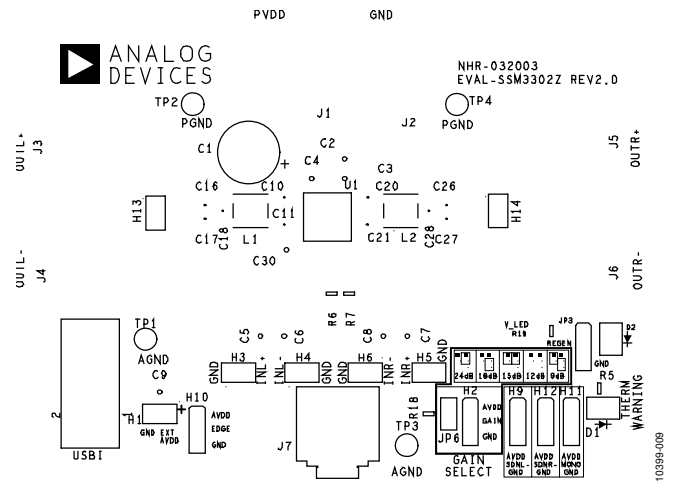 PVDD GND
ANALOG
DEVICES
NHR-032003
EVAL-SSM3302Z REV2.0
TP2
PGND
TP4
PGND
J1
J2
C1
+
C2
C4
C3
OUTL+
J3
J5
OUTR+
C16
C10
U1
C20
C26
H13
C11
H14
C17
C18
L1
C21
L2
C28
C27
C30
OUTL-
J4
J6
OUTR-
R6
R7
TP1
AGND
C5
C6
C8
C7
GND
V_LED
R19
JP3
REGEN
GND
D2
C9
GND
H3
INL+
INL-
H4
GND
H6
INR-
INR+
H5
24dB
18dB
15dB
12dB
9dB
R5
THERM
WARNING
D1
2
1
USBI
H1
+
GND EXT
AVDD
H10
AVDD
EDGE
GND
J7
R18
TP3
AGND
JP6
H2
AVDD
GAIN
GND
GAIN
SELECT
H9
AVDD
SDNL-
GND
H12
AVDD
SDNR-
GND
H11
AVDD
MONO
GND
10399-009